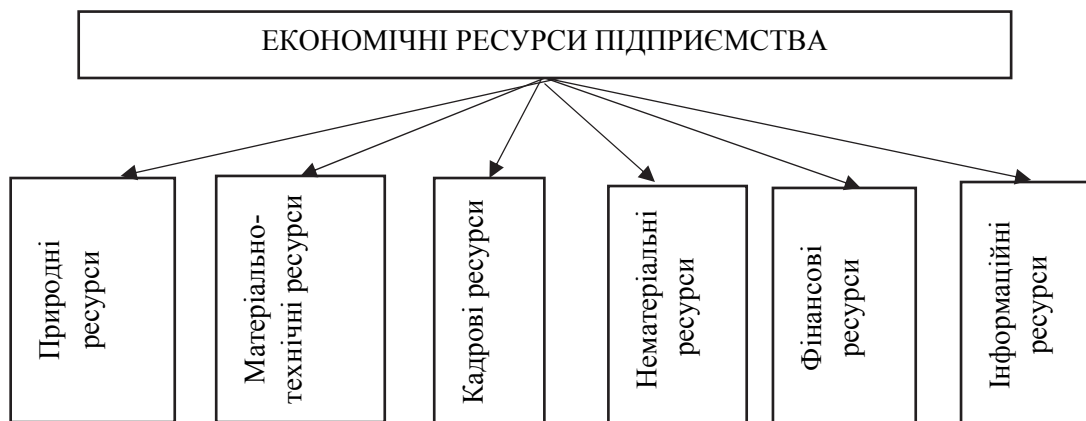 ЕКОНОМІЧНІ РЕСУРСИ ПІДПРИЄМСТВА
Природні
ресурси
Матеріально-
технічні ресурси
Кадрові ресурси
Нематеріальні
ресурси
Фінансові
ресурси
Інформаційні
ресурси